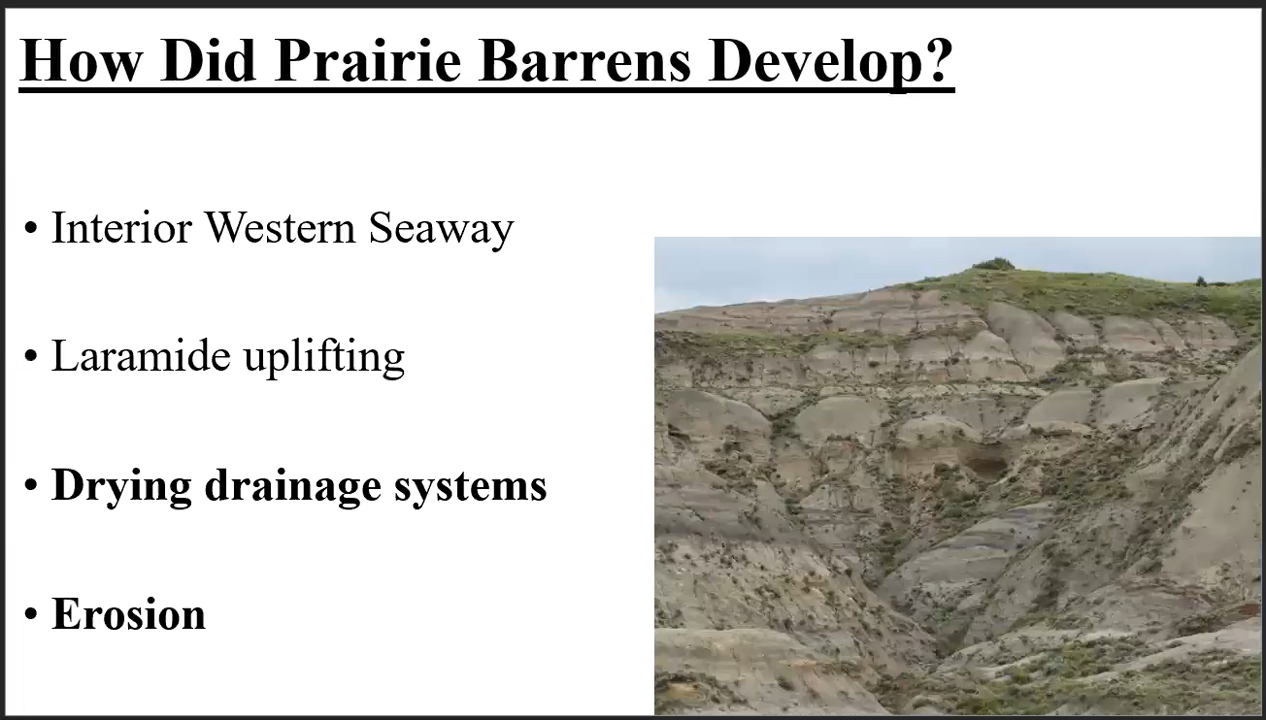 How Did Prairie Barrens Develop?
• Interior Western Seaway
• Laramide uplifting
• Drying drainage systems
• Erosion